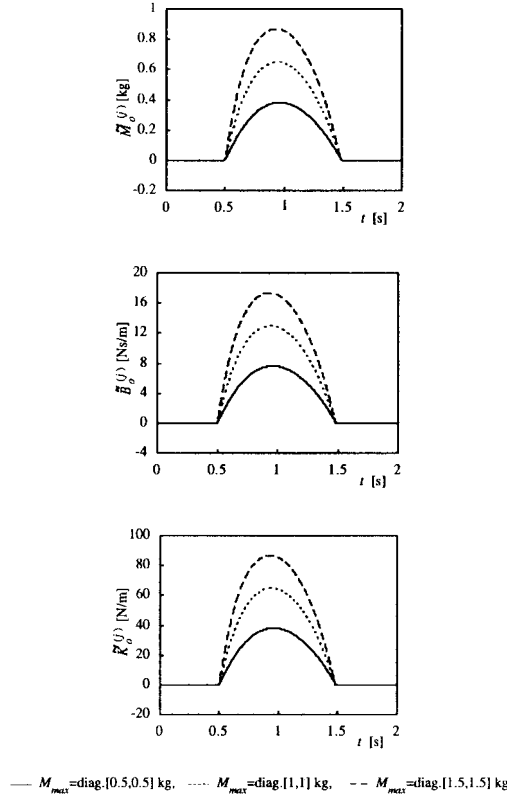 1
0.8
0.6
0.4
0.2
0
-0.2
M̃ₒ⁽ʲ⁾ [kg]
0 0.5 1 1.5 2
t [s]
20
16
12
8
4
0
-4
B̃ₒ⁽ʲ⁾ [Ns/m]
0 0.5 1 1.5 2
t [s]
100
80
60
40
20
0
-20
K̃ₒ⁽ʲ⁾ [N/m]
0 0.5 1 1.5 2
t [s]
M_max=diag.[0.5,0.5] kg, M_max=diag.[1,1] kg, M_max=diag.[1.5,1.5] kg